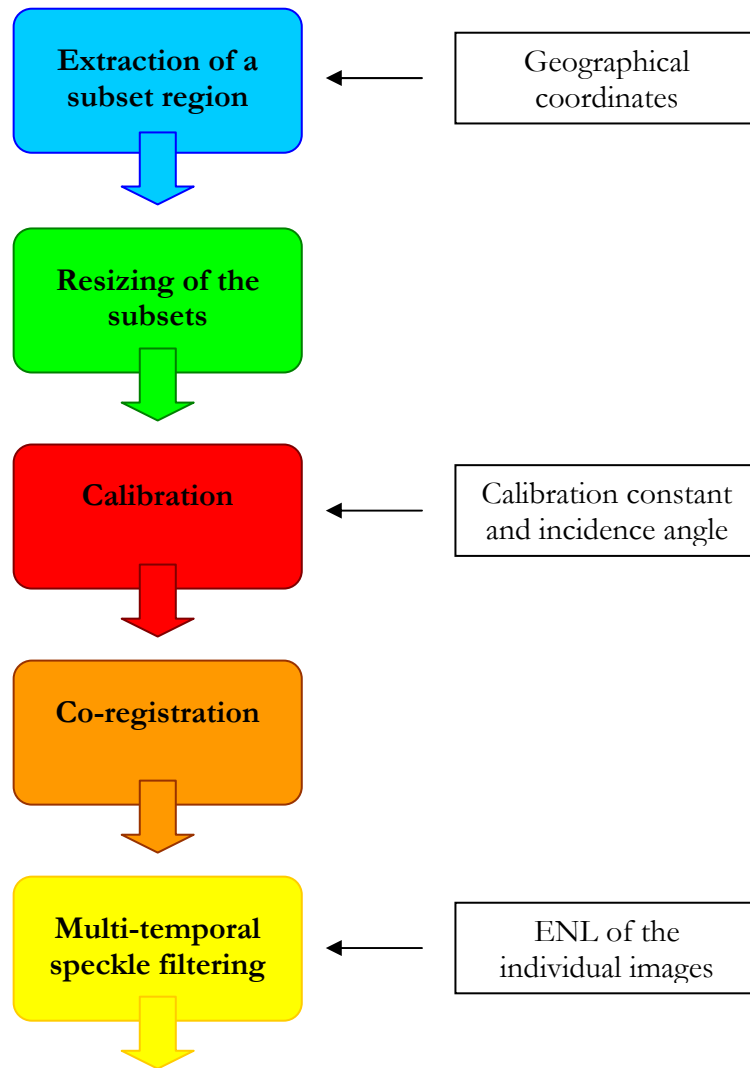 Extraction of a
subset region
Geographical
coordinates
Resizing of the
subsets
Calibration
Calibration constant
and incidence angle
Co-registration
Multi-temporal
speckle filtering
ENL of the
individual images